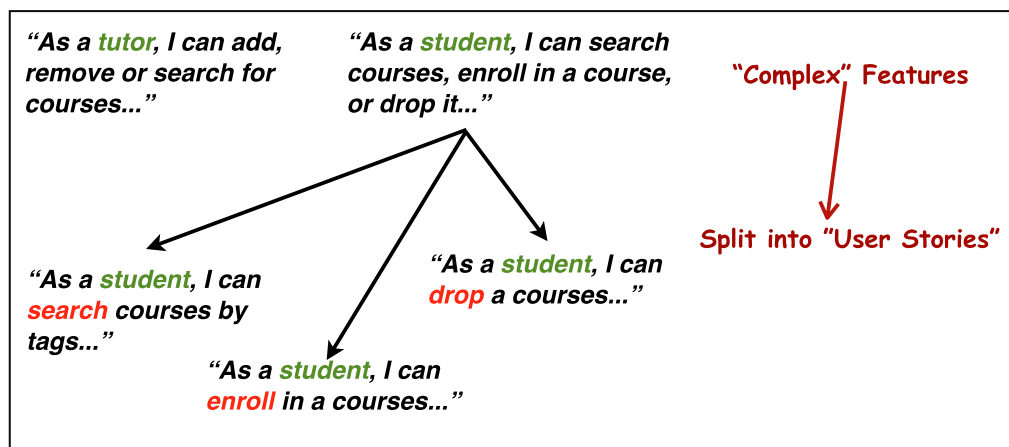 “As a tutor, I can add,
remove or search for
courses...”
“As a student, I can search
courses, enroll in a course,
or drop it...”
“Complex” Features
Split into ”User Stories”
“As a student, I can
search courses by
tags...”
“As a student, I can
drop a courses...”
“As a student, I can
enroll in a courses...”